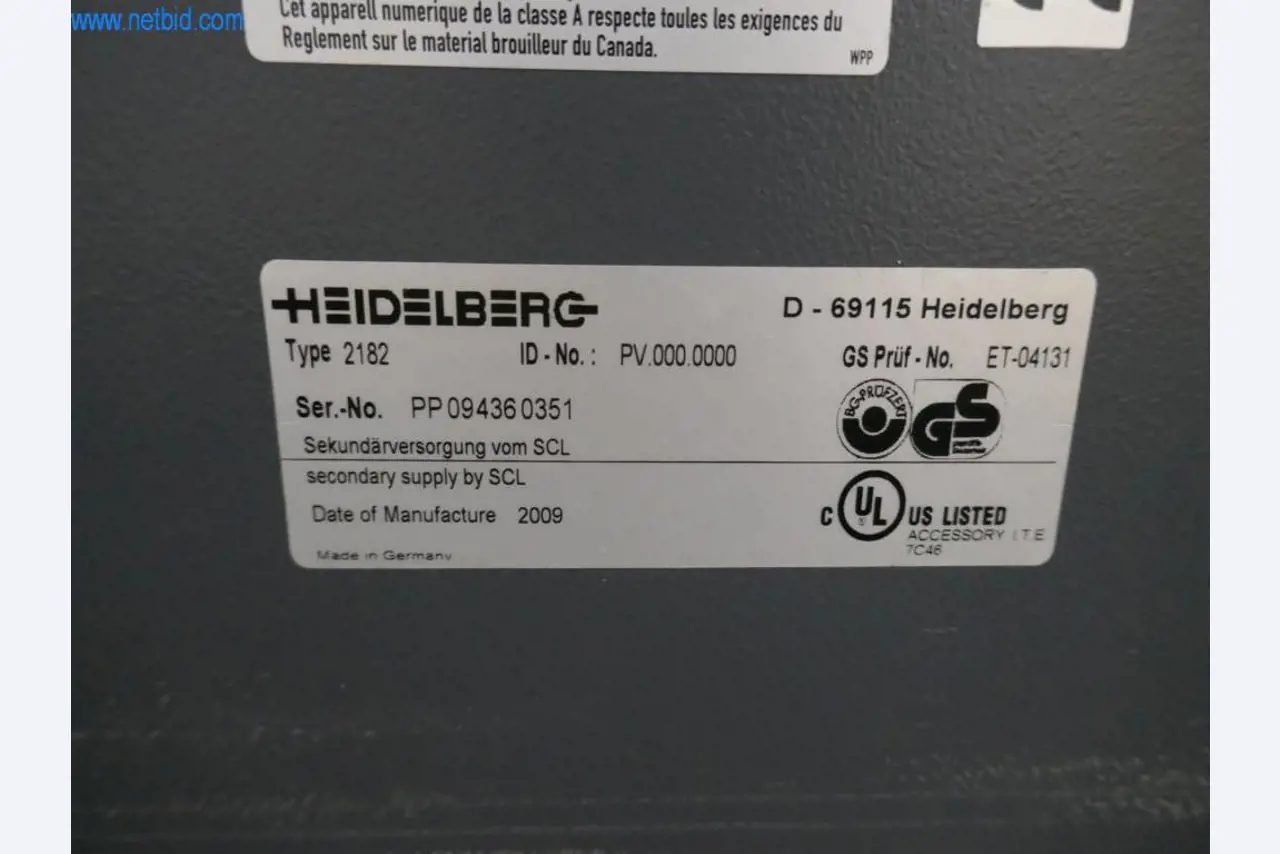 www.netbid.com
Cet appareil numerique de la classe A respecte toules les exigences du
Reglement sur le material brouilleur du Canada.
WPP
HEIDELBERG
D - 69115 Heidelberg
Type 2182 ID - No. : PV.000.0000 GS Prüf - No. ET-04131
Ser.-No. PP094360351
BG-PRÜFZERT
GS
geprüfte
Sicherheit
Sekundärversorgung vom SCL
secondary supply by SCL
Date of Manufacture 2009
C UL ® US LISTED
ACCESSORY I.T.E.
7C46
Made in Germany